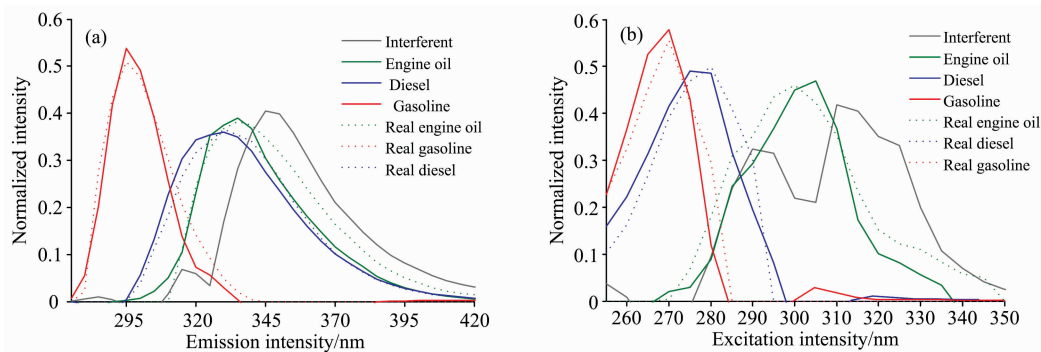 (a)
Normalized intensity
0.6
0.5
0.4
0.3
0.2
0.1
0
295
320
345
370
395
420
Emission intensity/nm
Interferent
Engine oil
Diesel
Gasoline
Real engine oil
Real gasoline
Real diesel
(b)
Normalized intensity
0.6
0.5
0.4
0.3
0.2
0.1
0
260
270
280
290
300
310
320
330
340
350
Excitation intensity/nm
Interferent
Engine oil
Diesel
Gasoline
Real engine oil
Real diesel
Real gasoline